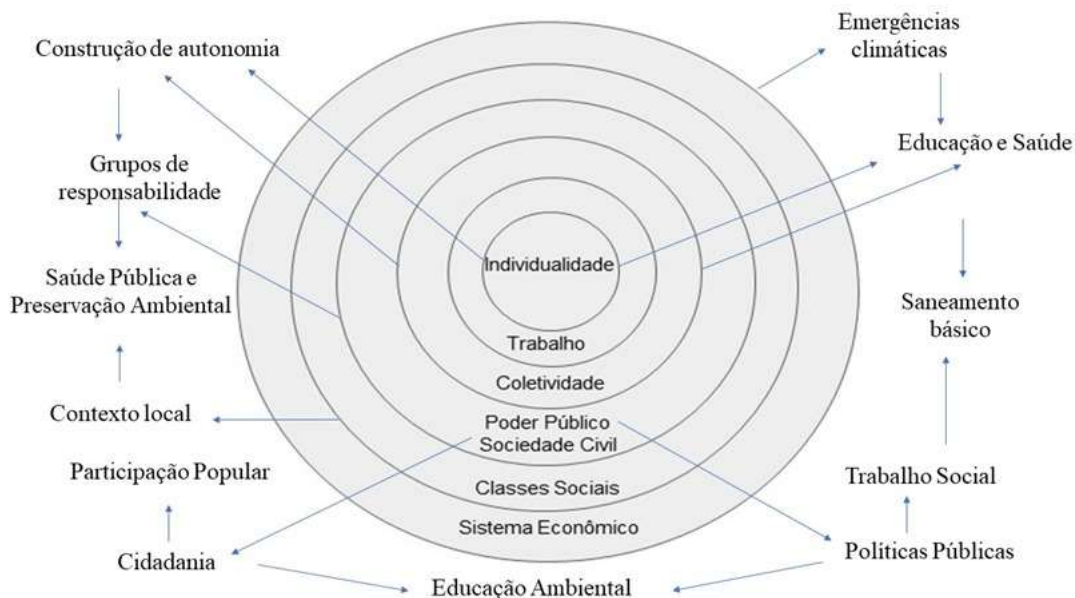 Emergências
climáticas
Construção de autonomia
Educação e Saúde
Grupos de
responsabilidade
Individualidade
Saúde Pública e
Preservação Ambiental
Saneamento
básico
Trabalho
Coletividade
Contexto local
Poder Público
Sociedade Civil
Participação Popular
Trabalho Social
Classes Sociais
Sistema Econômico
Cidadania
Políticas Públicas
Educação Ambiental